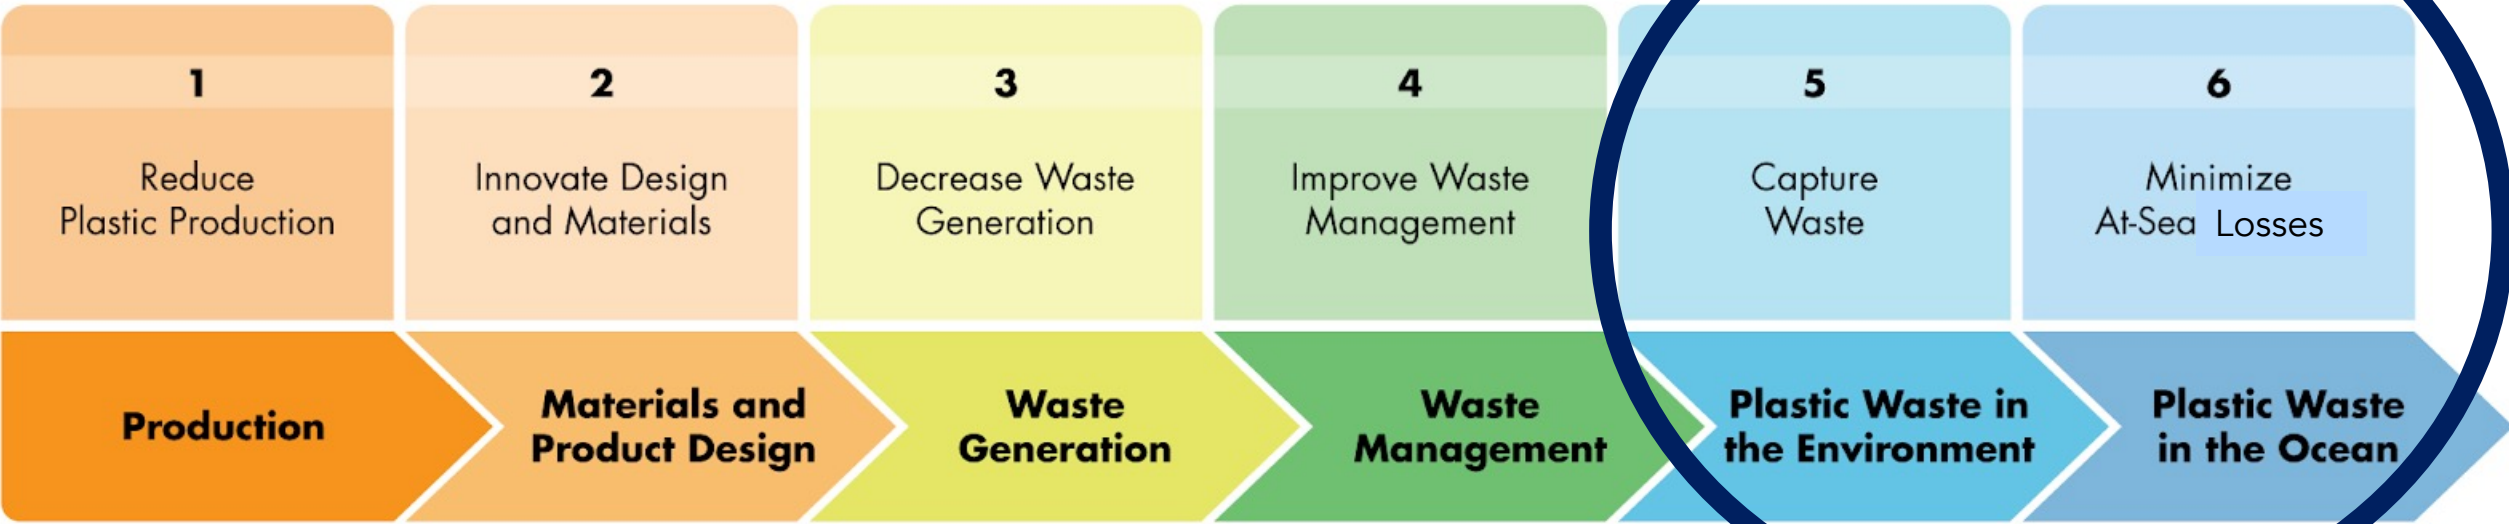 1
Reduce
Plastic Production
2
Innovate Design
and Materials
3
Decrease Waste
Generation
4
Improve Waste
Management
5
Capture
Waste
6
Minimize
At-Sea Losses
Production
Materials and
Product Design
Waste
Generation
Waste
Management
Plastic Waste in
the Environment
Plastic Waste
in the Ocean